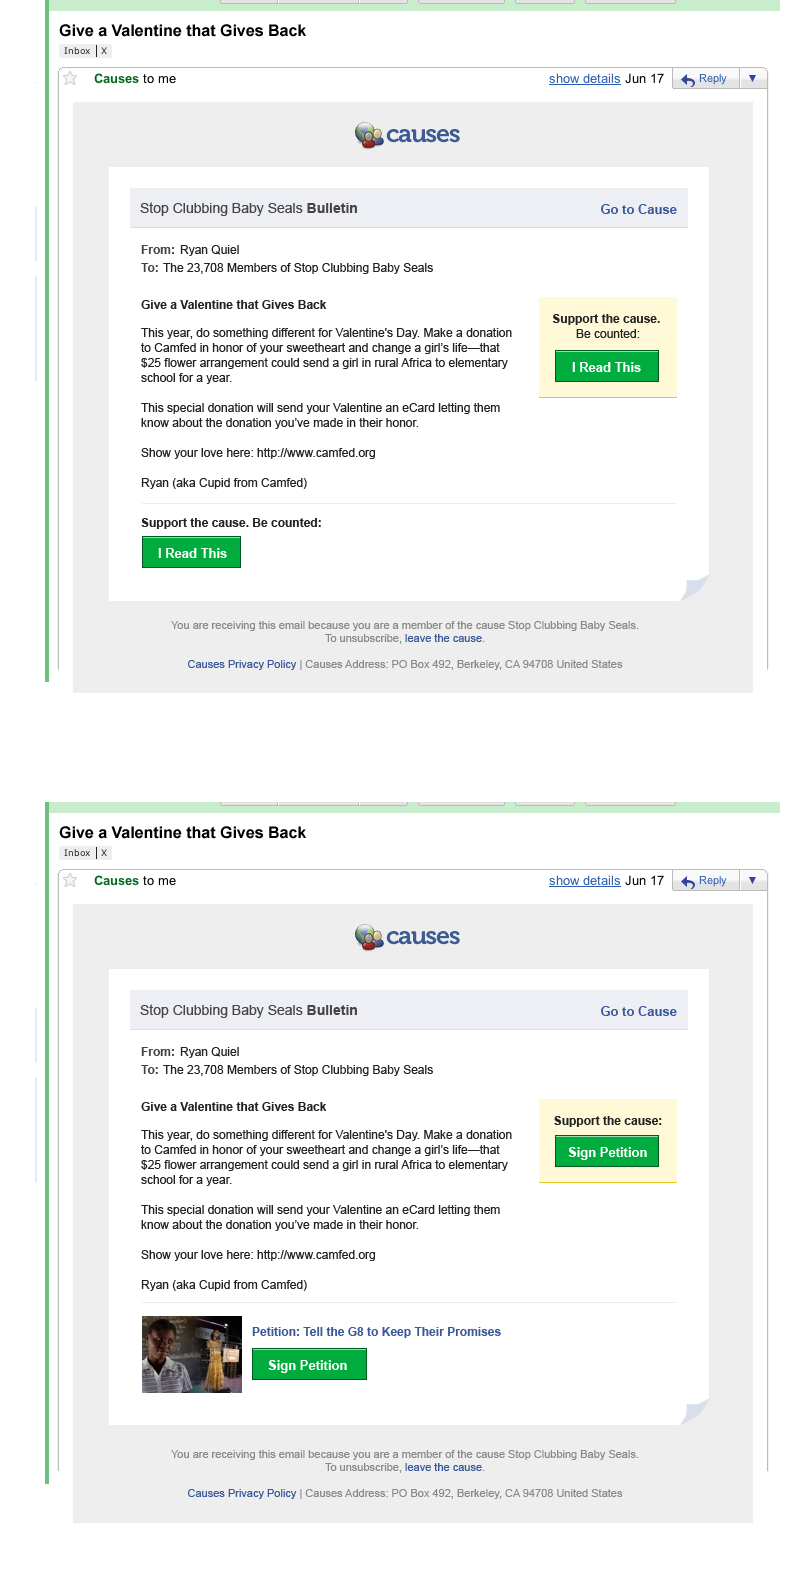 Give a Valentine that Gives Back
Inbox | X
Causes to me show details Jun 17 Reply
causes
Stop Clubbing Baby Seals Bulletin Go to Cause
From: Ryan Quiel
To: The 23,708 Members of Stop Clubbing Baby Seals
Give a Valentine that Gives Back
This year, do something different for Valentine's Day. Make a donation
to Camfed in honor of your sweetheart and change a girl's life—that
$25 flower arrangement could send a girl in rural Africa to elementary
school for a year.
This special donation will send your Valentine an eCard letting them
know about the donation you've made in their honor.
Show your love here: http://www.camfed.org
Ryan (aka Cupid from Camfed)
Support the cause.
Be counted:
I Read This
Support the cause. Be counted:
I Read This
You are receiving this email because you are a member of the cause Stop Clubbing Baby Seals.
To unsubscribe, leave the cause.
Causes Privacy Policy | Causes Address: PO Box 492, Berkeley, CA 94708 United States
Give a Valentine that Gives Back
Inbox | X
Causes to me show details Jun 17 Reply
causes
Stop Clubbing Baby Seals Bulletin Go to Cause
From: Ryan Quiel
To: The 23,708 Members of Stop Clubbing Baby Seals
Give a Valentine that Gives Back
This year, do something different for Valentine's Day. Make a donation
to Camfed in honor of your sweetheart and change a girl's life—that
$25 flower arrangement could send a girl in rural Africa to elementary
school for a year.
This special donation will send your Valentine an eCard letting them
know about the donation you've made in their honor.
Show your love here: http://www.camfed.org
Ryan (aka Cupid from Camfed)
Support the cause:
Sign Petition
Petition: Tell the G8 to Keep Their Promises
Sign Petition
You are receiving this email because you are a member of the cause Stop Clubbing Baby Seals.
To unsubscribe, leave the cause.
Causes Privacy Policy | Causes Address: PO Box 492, Berkeley, CA 94708 United States